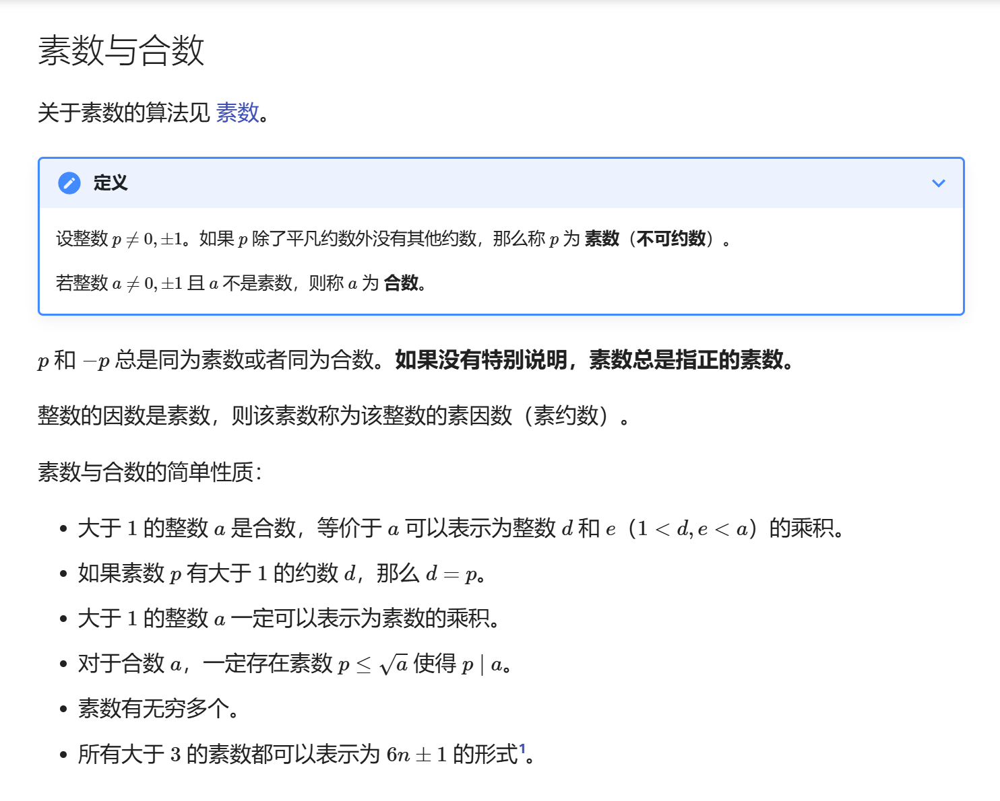 素数与合数
关于素数的算法见 素数。
定义
设整数 p ≠ 0, ±1。如果 p 除了平凡约数外没有其他约数，那么称 p 为 素数（不可约数）。
若整数 a ≠ 0, ±1 且 a 不是素数，则称 a 为 合数。
p 和 −p 总是同为素数或者同为合数。如果没有特别说明，素数总是指正的素数。
整数的因数是素数，则该素数称为该整数的素因数（素约数）。
素数与合数的简单性质：
• 大于 1 的整数 a 是合数，等价于 a 可以表示为整数 d 和 e（1 < d, e < a）的乘积。
• 如果素数 p 有大于 1 的约数 d，那么 d = p。
• 大于 1 的整数 a 一定可以表示为素数的乘积。
• 对于合数 a，一定存在素数 p ≤ √a 使得 p | a。
• 素数有无穷多个。
• 所有大于 3 的素数都可以表示为 6n ± 1 的形式¹。